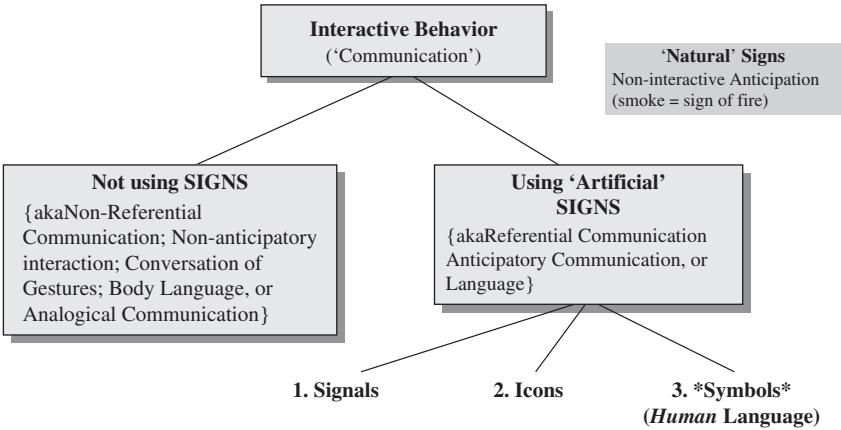 Interactive Behavior
(‘Communication’)
‘Natural’ Signs
Non-interactive Anticipation
(smoke = sign of fire)
Not using SIGNS
{akaNon-Referential
Communication; Non-anticipatory
interaction; Conversation of
Gestures; Body Language, or
Analogical Communication}
Using ‘Artificial’
SIGNS
{akaReferential Communication
Anticipatory Communication, or
Language}
1. Signals
2. Icons
3. *Symbols*
(Human Language)